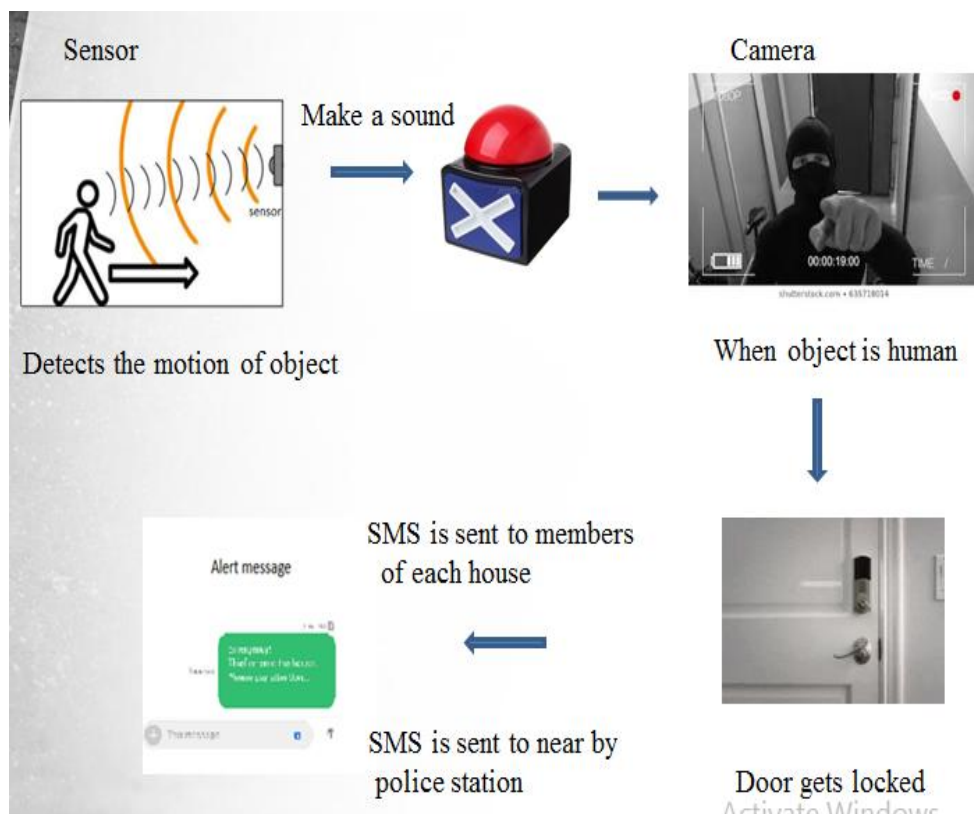 Sensor
Camera
Make a sound
sensor
00:00:19:00
TIME /
shutterstock.com • 635718014
Detects the motion of object
When object is human
SMS is sent to members
of each house
Alert message
SMS is sent to near by
police station
Door gets locked
Activate Windows